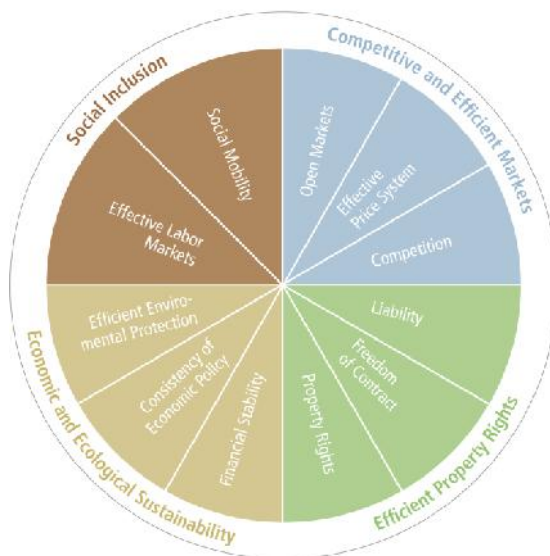 Social Inclusion
Competitive and Efficient Markets
Economic and Ecological Sustainability
Efficient Property Rights
Social Mobility
Effective Labor
Markets
Open Markets
Effective
Price System
Competition
Liability
Freedom
of Contract
Property Rights
Financial Stability
Consistency of
Economic Policy
Efficient Enviro-
mental Protection